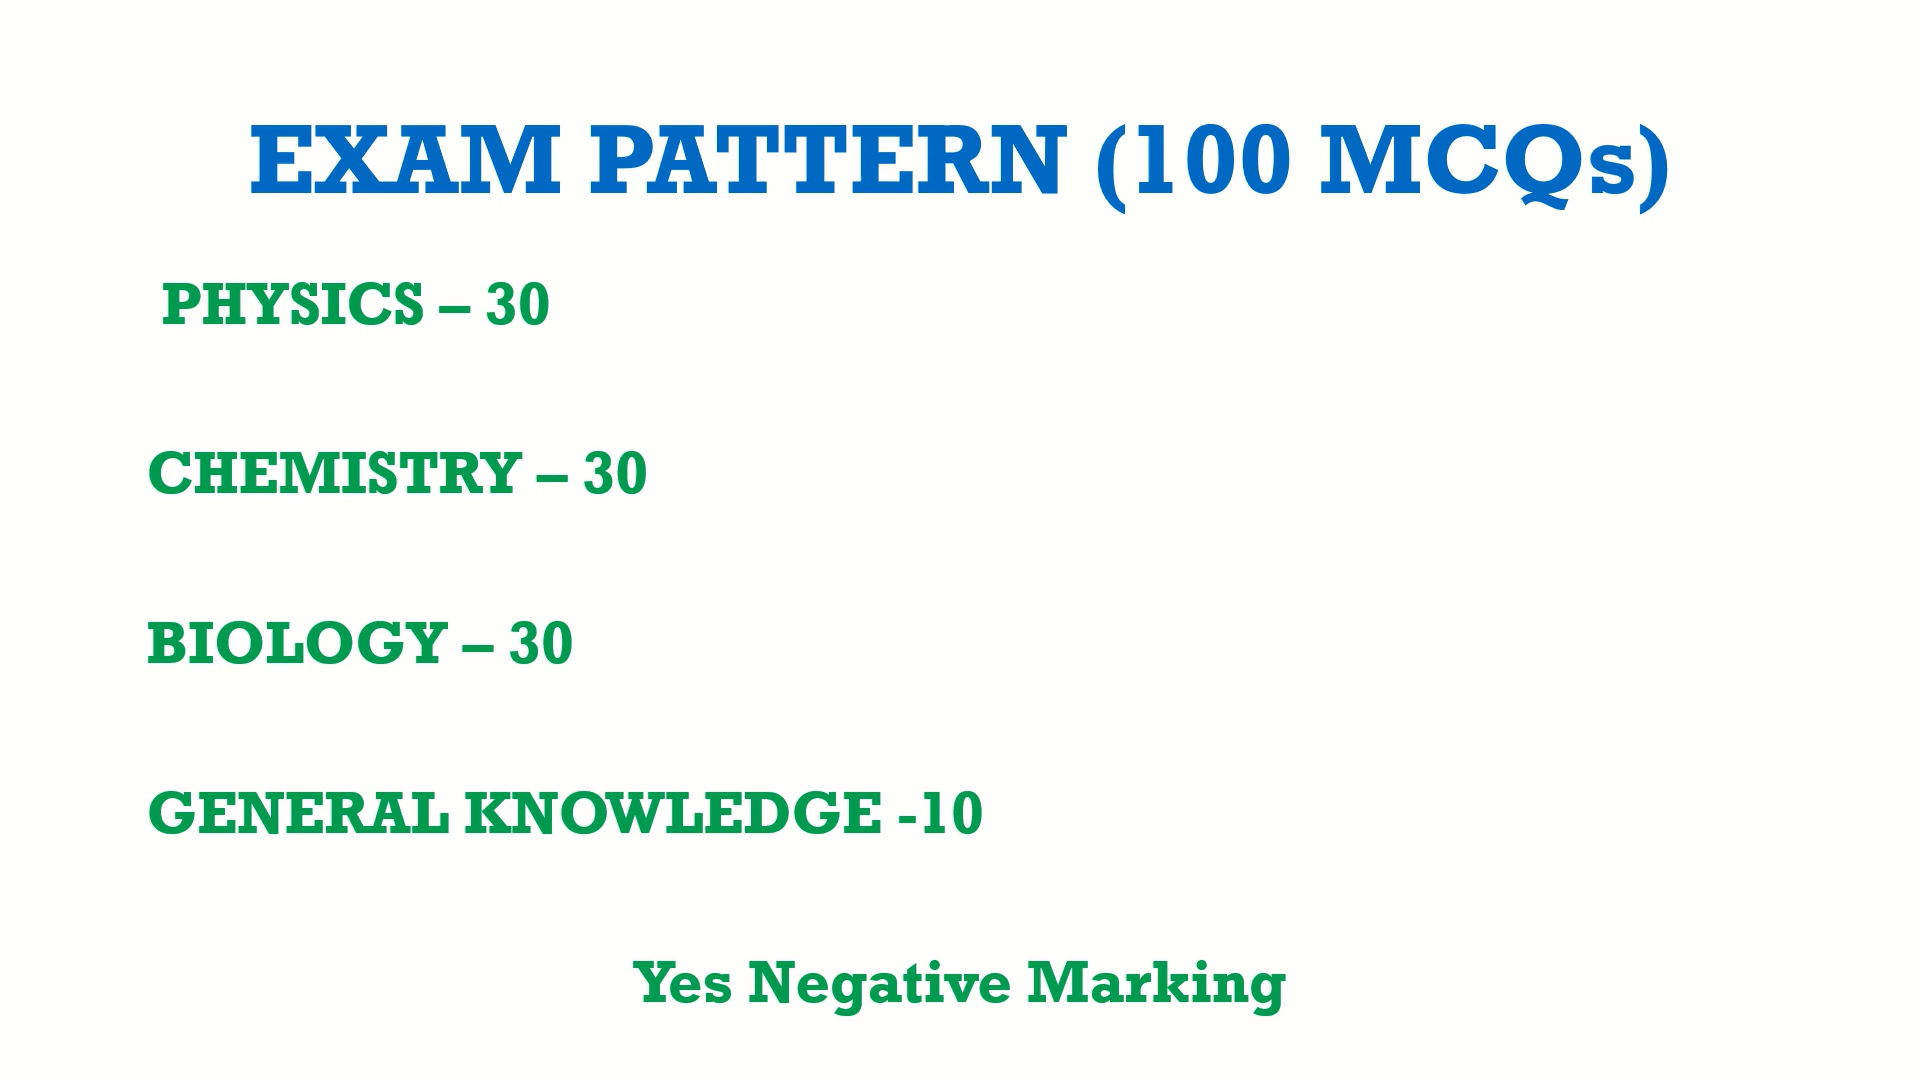 EXAM PATTERN (100 MCQs)
PHYSICS – 30
CHEMISTRY – 30
BIOLOGY – 30
GENERAL KNOWLEDGE -10
Yes Negative Marking